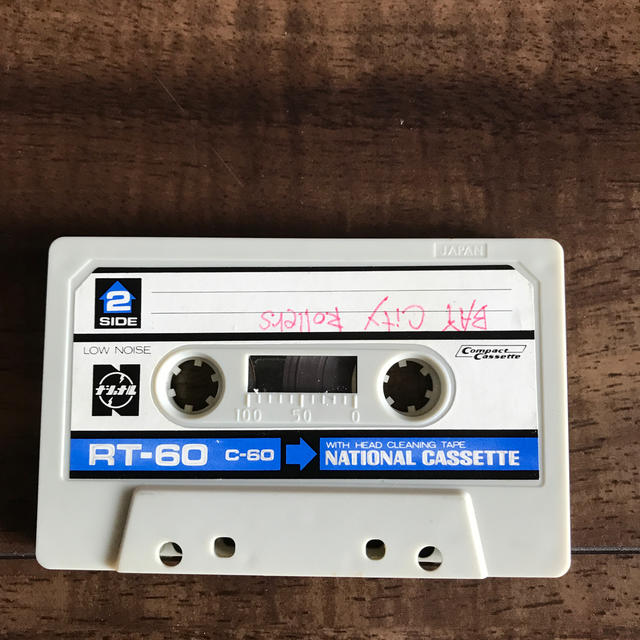 JAPAN
2
SIDE
BAY City Rollers
LOW NOISE
ナショナル
Compact Cassette
100 50 0
RT-60 C-60
WITH HEAD CLEANING TAPE
NATIONAL CASSETTE